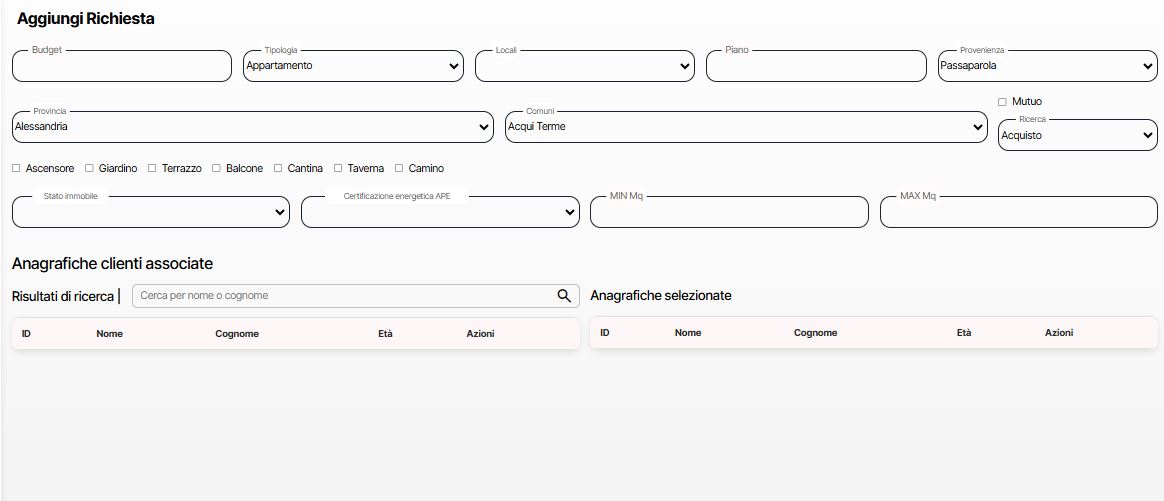 Aggiungi Richiesta
Budget Tipologia Locali Piano Provenienza
Appartamento Passaparola
Mutuo
Provincia Comuni Ricerca
Alessandria Acqui Terme Acquisto
Ascensore Giardino Terrazzo Balcone Cantina Taverna Camino
Stato immobile Certificazione energetica APE MIN Mq MAX Mq
Anagrafiche clienti associate
Risultati di ricerca | Cerca per nome o cognome Anagrafiche selezionate
ID Nome Cognome Età Azioni ID Nome Cognome Età Azioni